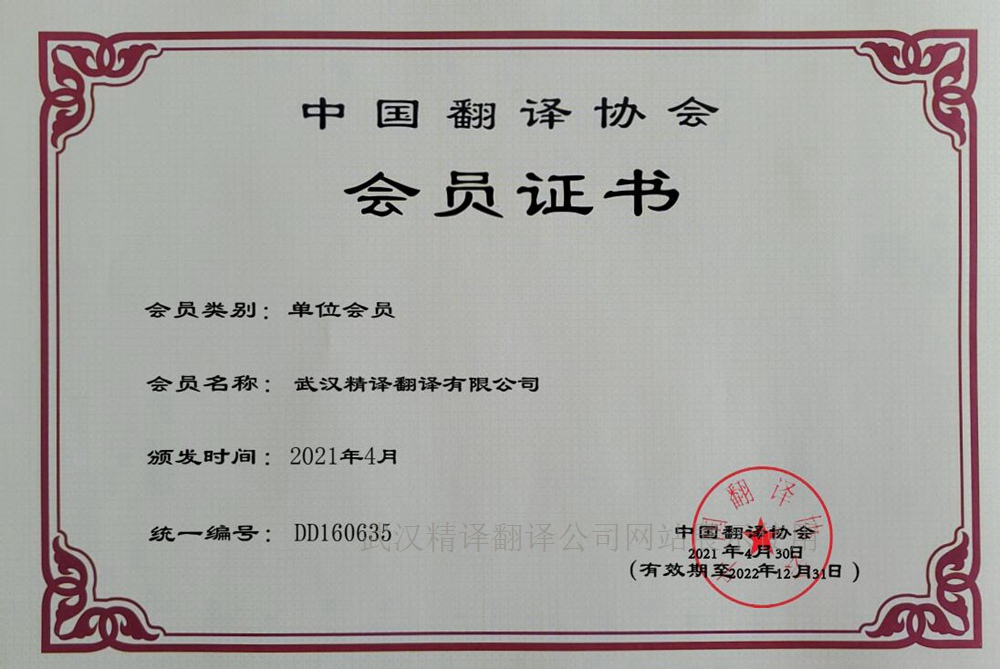 中国翻译协会
会员证书
会员类别：单位会员
会员名称：武汉精译翻译有限公司
颁发时间：2021年4月
统一编号：DD160635
武汉精译翻译公司网站
中国翻译协会
2021年4月30日
(有效期至2022年12月31日)